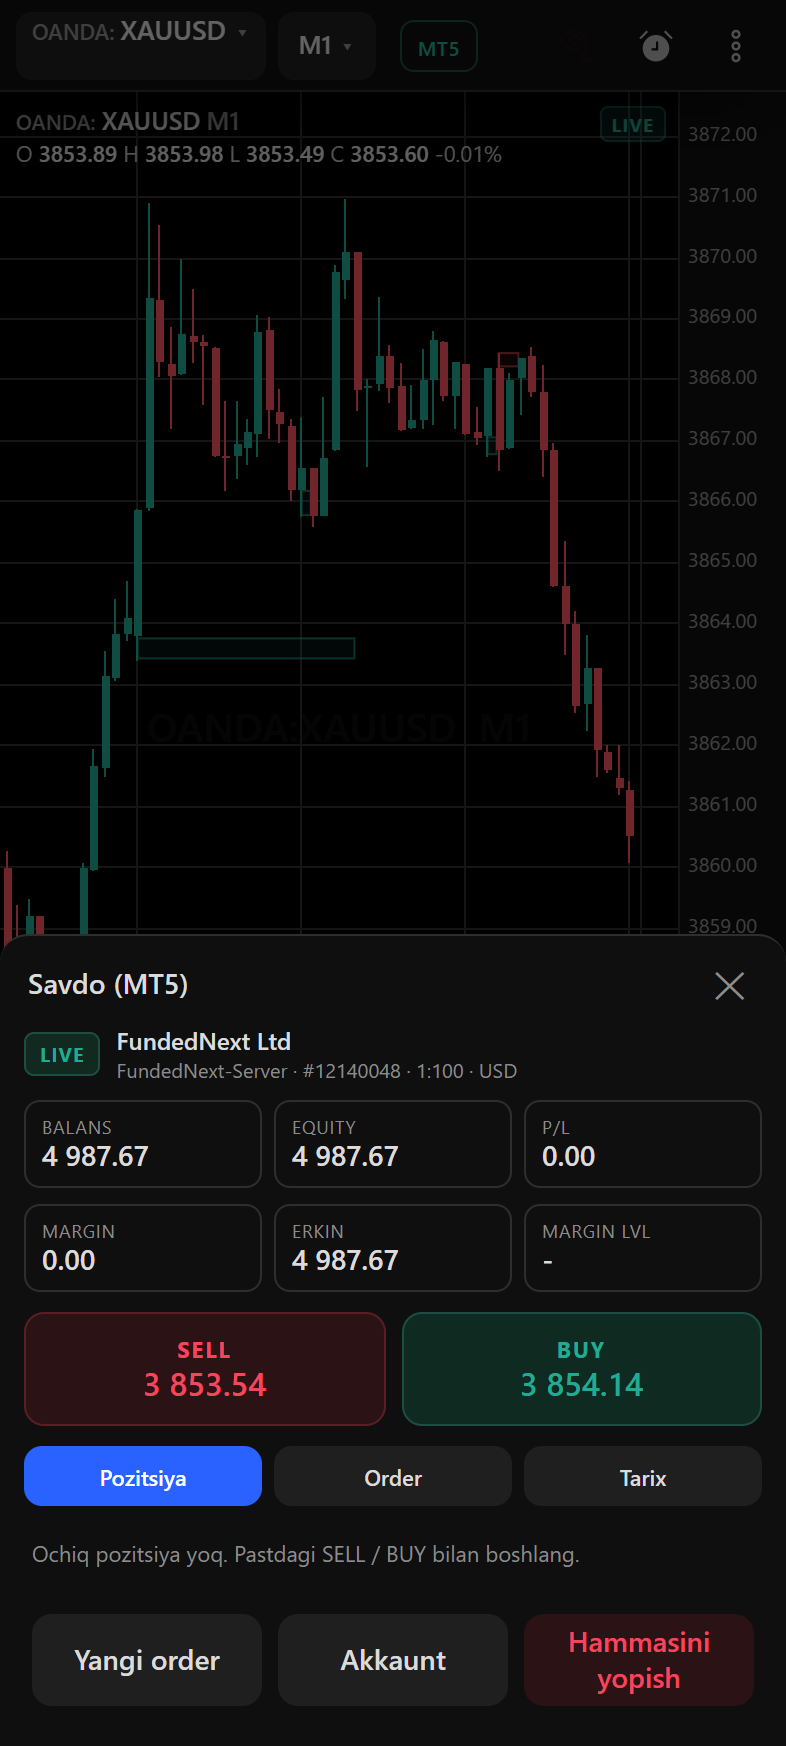 OANDA: XAUUSD ▾
M1 ▾
MT5
OANDA: XAUUSD M1
LIVE
O 3853.89 H 3853.98 L 3853.49 C 3853.60 -0.01%
3872.00
3871.00
3870.00
3869.00
3868.00
3867.00
3866.00
3865.00
3864.00
3863.00
3862.00
3861.00
3860.00
3859.00
OANDA:XAUUSD M1
Savdo (MT5)
LIVE
FundedNext Ltd
FundedNext-Server · #12140048 · 1:100 · USD
BALANS
4 987.67
EQUITY
4 987.67
P/L
0.00
MARGIN
0.00
ERKIN
4 987.67
MARGIN LVL
-
SELL
3 853.54
BUY
3 854.14
Pozitsiya
Order
Tarix
Ochiq pozitsiya yoq. Pastdagi SELL / BUY bilan boshlang.
Yangi order
Akkaunt
Hammasini
yopish